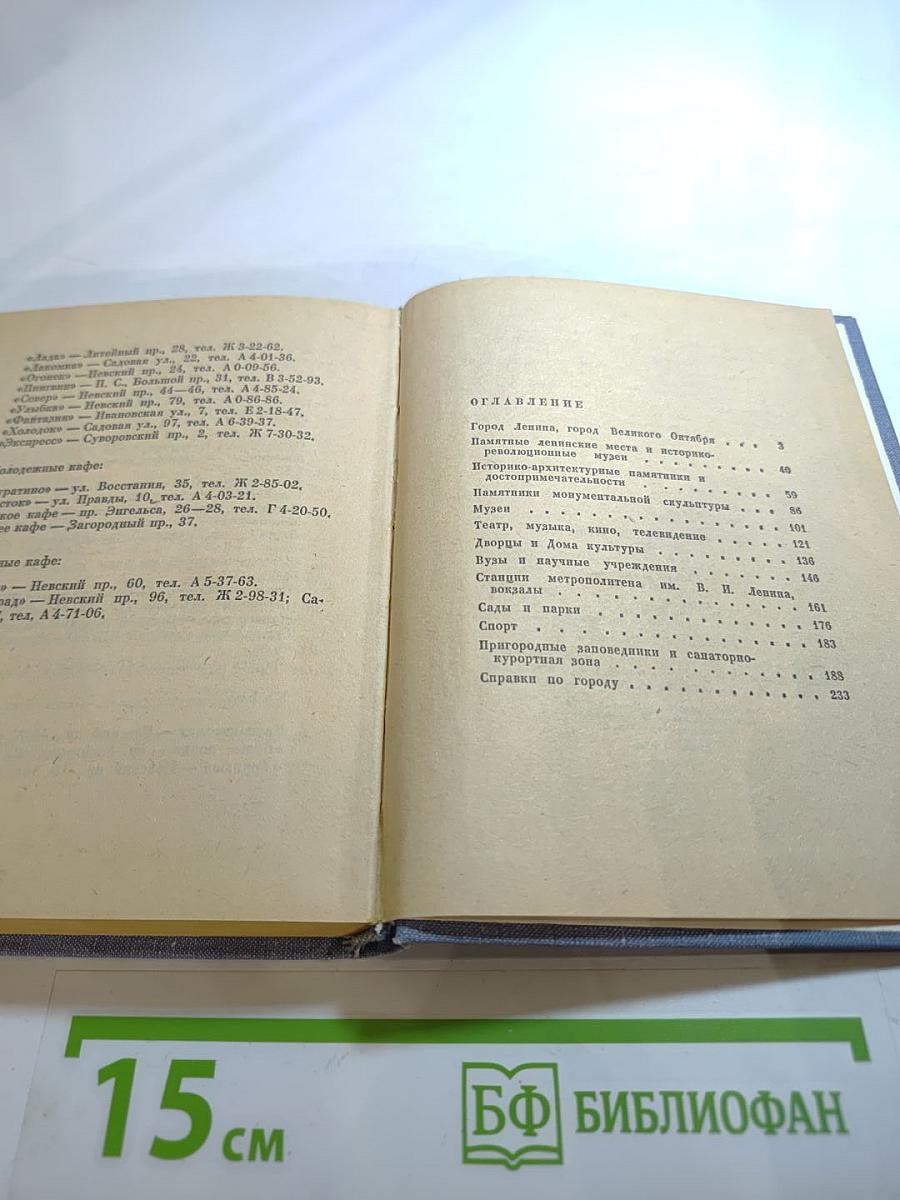 «Лада» — Литейный пр., 28, тел. Ж 3-22-62.
«Лакомка» — Садовая ул., 22, тел. А 4-01-36.
«Огонек» — Невский пр., 24, тел. А 0-09-56.
«Пингвин» — П. С., Большой пр., 31, тел. В 3-52-93.
«Север» — Невский пр., 44—46, тел. А 4-85-24.
«Улыбка» — Невский пр., 79, тел. А 0-86-86.
«Фантазия» — Ивановская ул., 7, тел. Е 2-18-47.
«Холодок» — Садовая ул., 97, тел. А 6-39-37.
«Экспресс» — Суворовский пр., 2, тел. Ж 7-30-32.
олодежные кафе:
уратино» — ул. Восстания, 35, тел. Ж 2-85-02.
сток» — ул. Правды, 10, тел. А 4-03-21.
кое кафе — пр. Энгельса, 26—28, тел. Г 4-20-50.
ее кафе — Загородный пр., 37.
ные кафе:
» — Невский пр., 60, тел. А 5-37-63.
рад» — Невский пр., 96, тел. Ж 2-98-31; Са-
, тел. А 4-71-06.
ОГЛАВЛЕНИЕ
Город Ленина, город Великого Октября . . . 3
Памятные ленинские места и историко-
революционные музеи . . . . . . . . 40
Историко-архитектурные памятники и
достопримечательности . . . . . . . 59
Памятники монументальной скульптуры . . . 86
Музеи . . . . . . . . . . . . . . 101
Театр, музыка, кино, телевидение . . . . . 121
Дворцы и Дома культуры . . . . . . . . 136
Вузы и научные учреждения . . . . . . . 146
Станции метрополитена им. В. И. Ленина,
вокзалы . . . . . . . . . . . . . 161
Сады и парки . . . . . . . . . . . 176
Спорт . . . . . . . . . . . . . . 183
Пригородные заповедники и санаторно-
курортная зона . . . . . . . . . . 188
Справки по городу . . . . . . . . . . 233
15 см
БФ БИБЛИОФАН